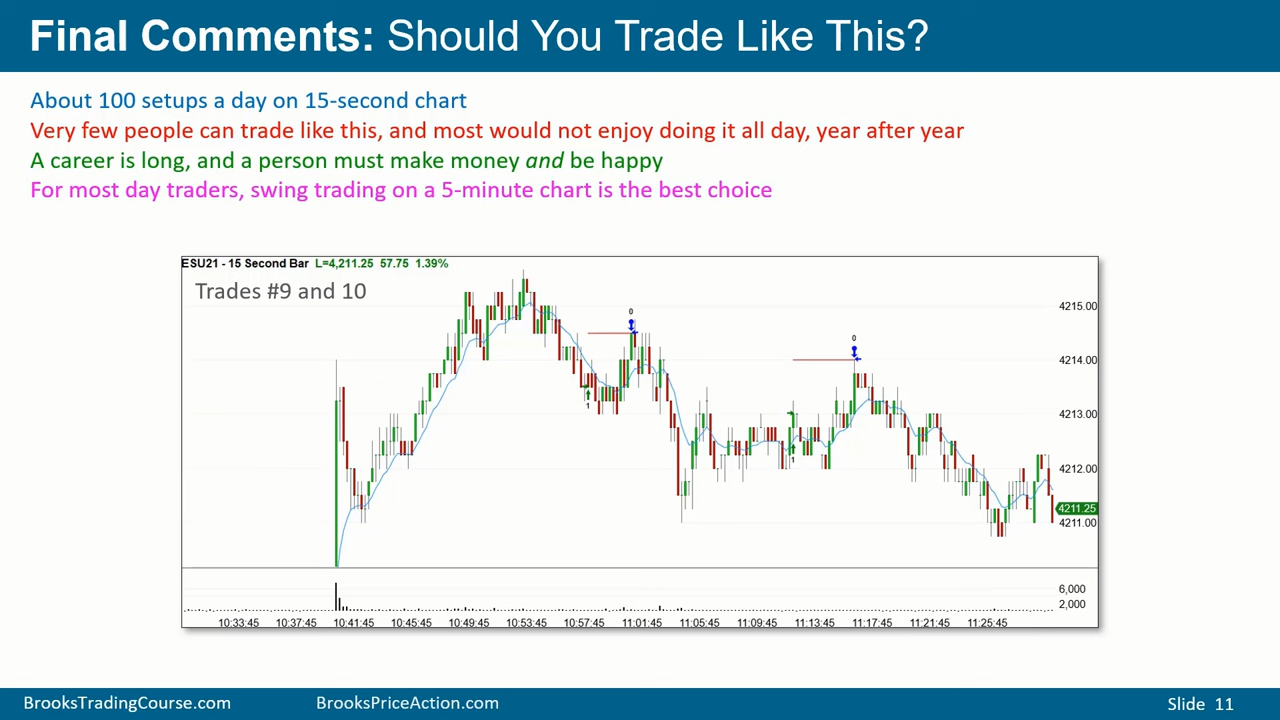 Final Comments: Should You Trade Like This?
About 100 setups a day on 15-second chart
Very few people can trade like this, and most would not enjoy doing it all day, year after year
A career is long, and a person must make money and be happy
For most day traders, swing trading on a 5-minute chart is the best choice
ESU21 - 15 Second Bar L=4,211.25 57.75 1.39%
Trades #9 and 10
0
0
1
1
4215.00
4214.00
4213.00
4212.00
4211.25
4211.00
6,000
2,000
10:33:45 10:37:45 10:41:45 10:45:45 10:49:45 10:53:45 10:57:45 11:01:45 11:05:45 11:09:45 11:13:45 11:17:45 11:21:45 11:25:45
BrooksTradingCourse.com BrooksPriceAction.com Slide 11